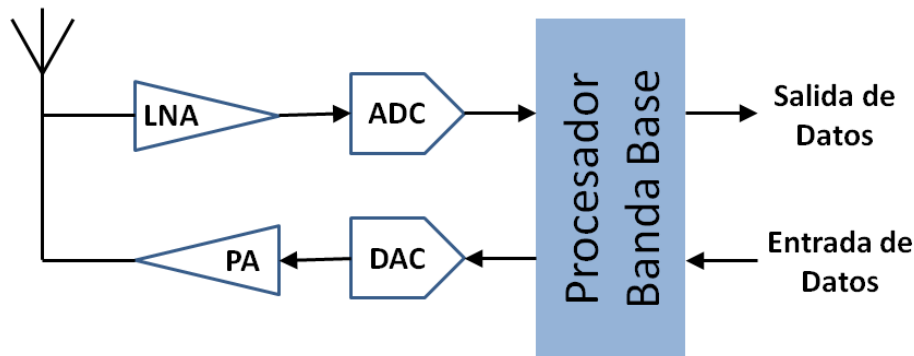 LNA
ADC
Procesador
Banda Base
Salida de
Datos
PA
DAC
Entrada de
Datos